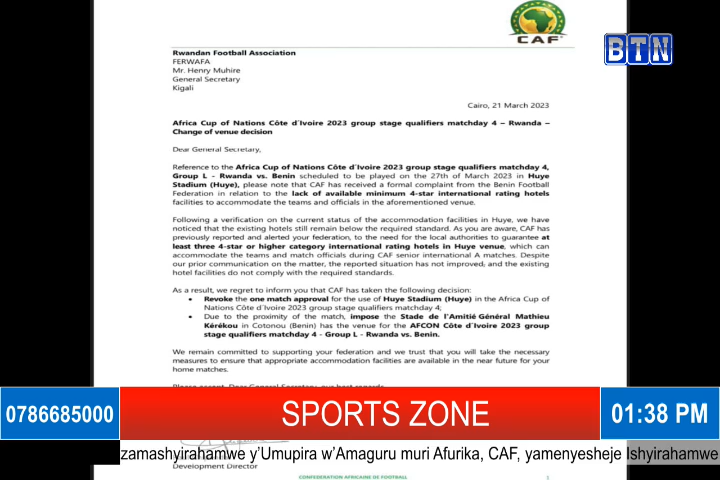 CAF
BTN
Rwandan Football Association
FERWAFA
Mr. Henry Muhire
General Secretary
Kigali
Cairo, 21 March 2023
Africa Cup of Nations Côte d´Ivoire 2023 group stage qualifiers matchday 4 – Rwanda –
Change of venue decision
Dear General Secretary,
Reference to the Africa Cup of Nations Côte d´Ivoire 2023 group stage qualifiers matchday 4,
Group L - Rwanda vs. Benin scheduled to be played on the 27th of March 2023 in Huye
Stadium (Huye), please note that CAF has received a formal complaint from the Benin Football
Federation in relation to the lack of available minimum 4-star international rating hotels
facilities to accommodate the teams and officials in the aforementioned venue.
Following a verification on the current status of the accommodation facilities in Huye, we have
noticed that the existing hotels still remain below the required standard. As you are aware, CAF has
previously reported and alerted your federation, to the need for the local authorities to guarantee at
least three 4-star or higher category international rating hotels in Huye venue, which can
accommodate the teams and match officials during CAF senior international A matches. Despite
our prior communication on the matter, the reported situation has not improved; and the existing
hotel facilities do not comply with the required standards.
As a result, we regret to inform you that CAF has taken the following decision:
• Revoke the one match approval for the use of Huye Stadium (Huye) in the Africa Cup of
Nations Côte d´Ivoire 2023 group stage qualifiers matchday 4;
• Due to the proximity of the match, impose the Stade de l'Amitié Général Mathieu
Kérékou in Cotonou (Benin) has the venue for the AFCON Côte d´Ivoire 2023 group
stage qualifiers matchday 4 - Group L - Rwanda vs. Benin.
We remain committed to supporting your federation and we trust that you will take the necessary
measures to ensure that appropriate accommodation facilities are available in the near future for your
home matches.
Please accept, Dear General Secretary, our best regards
0786685000
SPORTS ZONE
01:38 PM
zamashyirahamwe y'Umupira w'Amaguru muri Afurika, CAF, yamenyesheje Ishyirahamwe
Development Director
CONFEDERATION AFRICAINE DE FOOTBALL
1